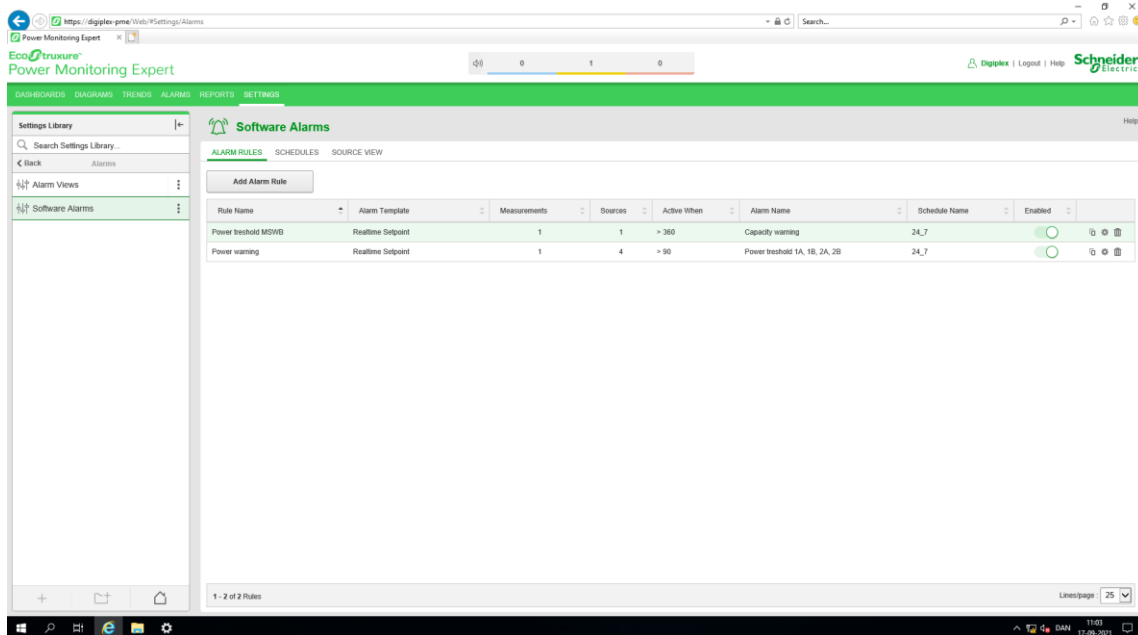 https://digiplex-pme/Web/#Settings/Alarms
Search...
Power Monitoring Expert
EcoStruxure™
Power Monitoring Expert
0 1 0
Digiplex | Logout | Help
Schneider
Electric
DASHBOARDS DIAGRAMS TRENDS ALARMS REPORTS SETTINGS
Settings Library
Search Settings Library...
Back Alarms
Alarm Views
Software Alarms
Software Alarms
Help
ALARM RULES SCHEDULES SOURCE VIEW
Add Alarm Rule
Rule Name Alarm Template Measurements Sources Active When Alarm Name Schedule Name Enabled
Power treshold MSWB Realtime Setpoint 1 1 > 360 Capacity warning 24_7
Power warning Realtime Setpoint 1 4 > 90 Power treshold 1A, 1B, 2A, 2B 24_7
1 - 2 of 2 Rules
Lines/page : 25
DAN
11:03
17-09-2021